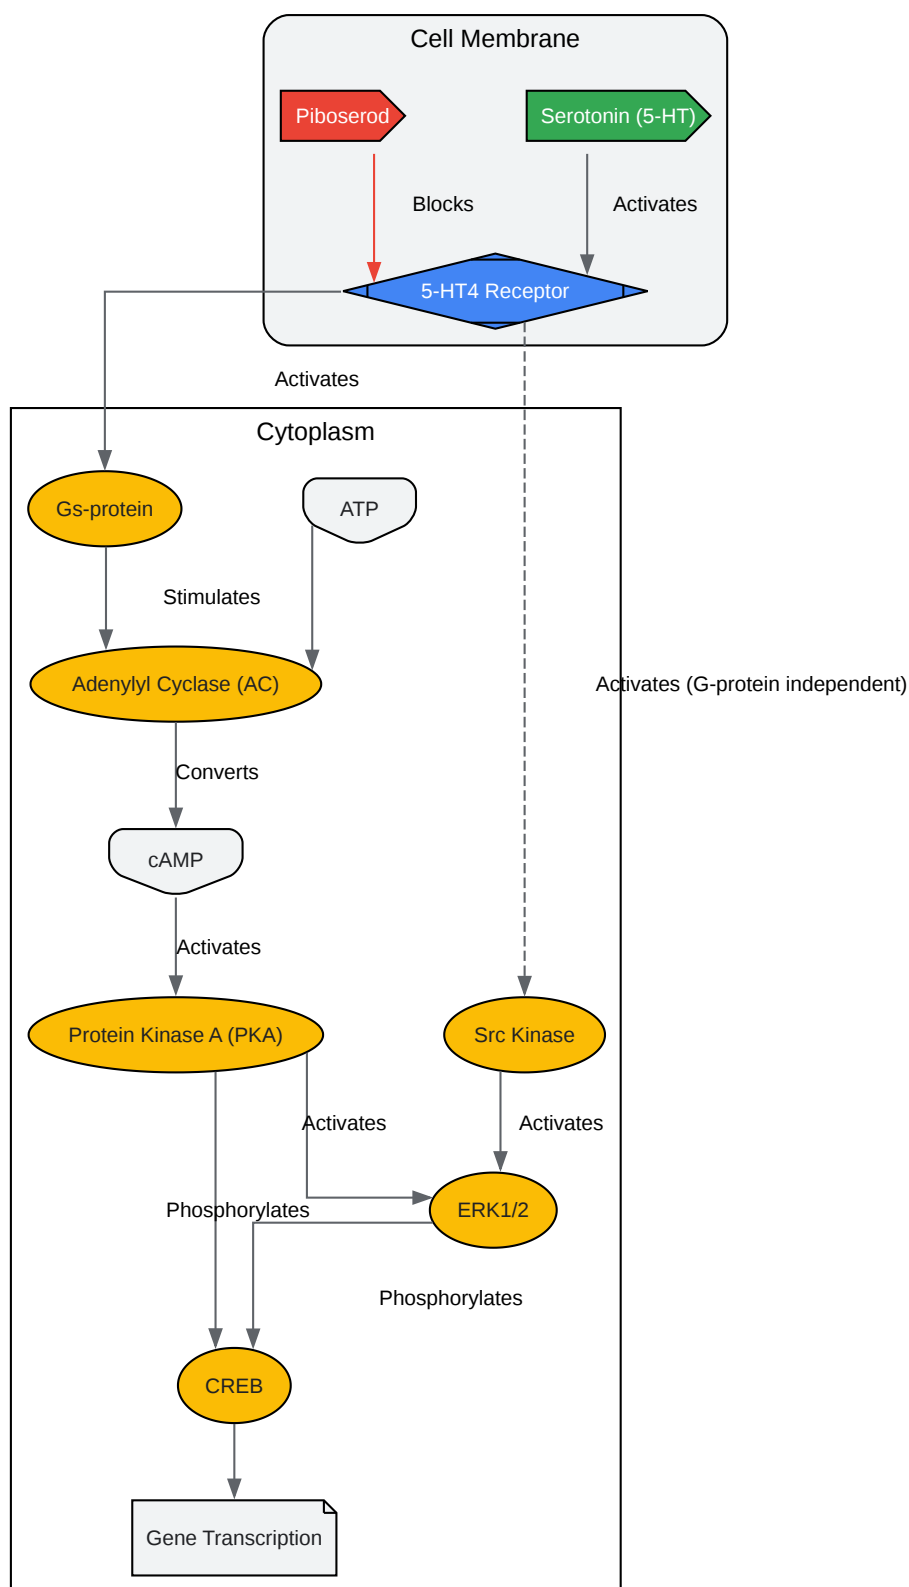 Cell Membrane
Piboserod
Serotonin (5-HT)
Blocks
Activates
5-HT4 Receptor
Activates
Cytoplasm
Gs-protein
ATP
Stimulates
Adenylyl Cyclase (AC)
Activates (G-protein independent)
Converts
cAMP
Activates
Protein Kinase A (PKA)
Src Kinase
Activates
Activates
Phosphorylates
ERK1/2
Phosphorylates
CREB
Gene Transcription